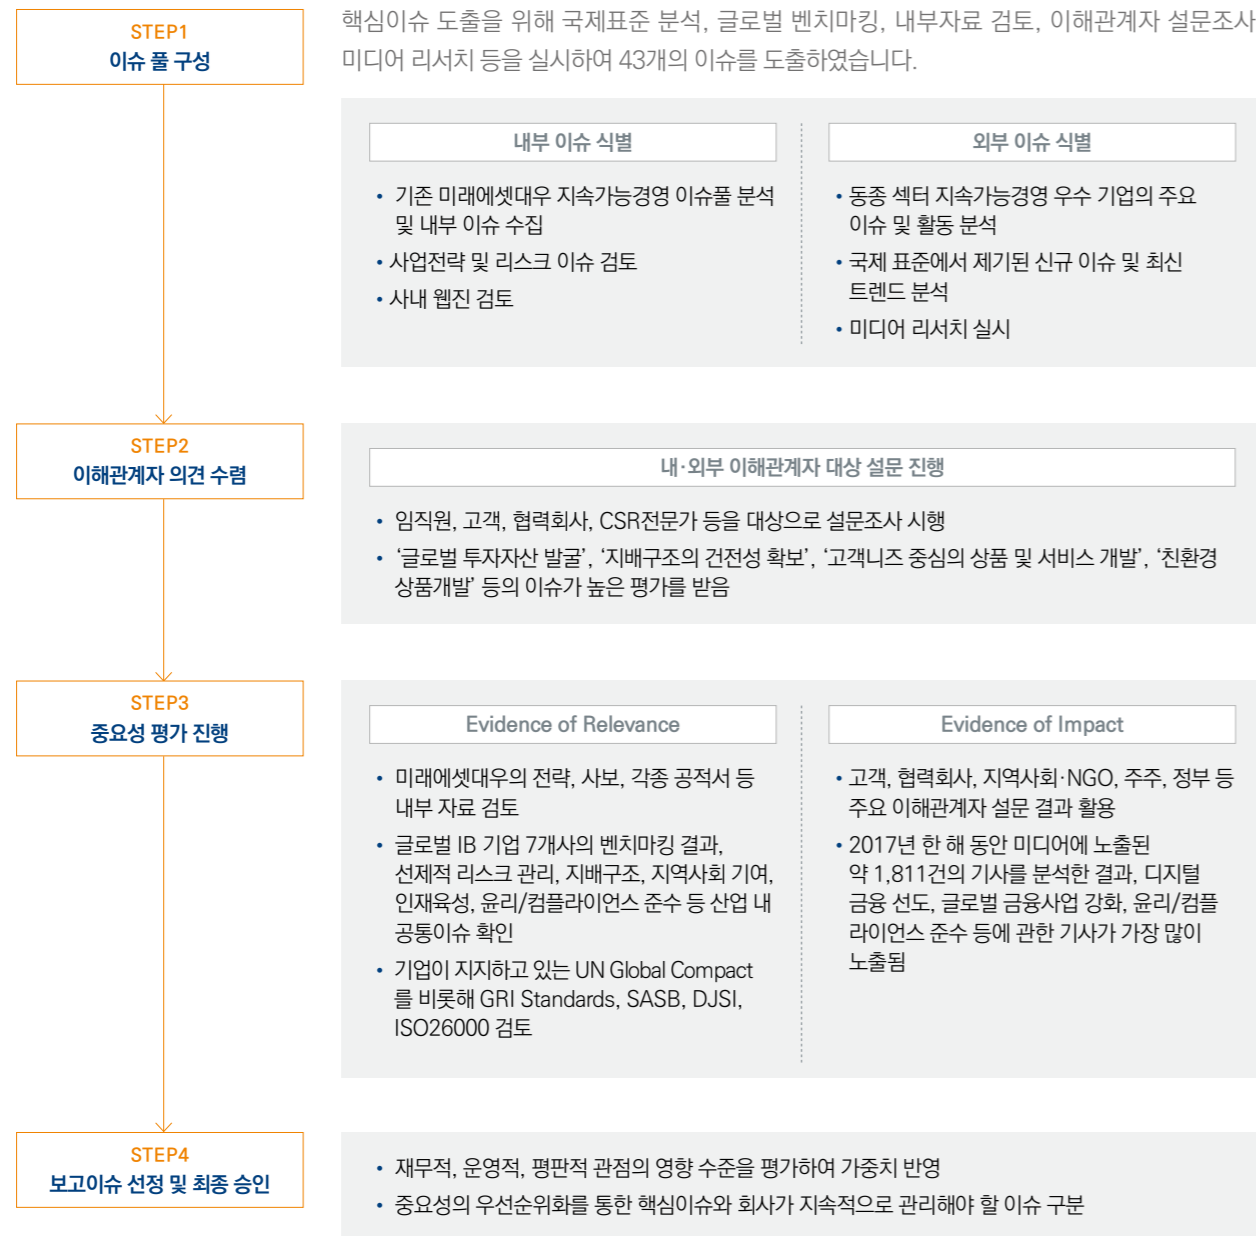 STEP1
이슈 풀 구성
핵심이슈 도출을 위해 국제표준 분석, 글로벌 벤치마킹, 내부자료 검토, 이해관계자 설문조사
미디어 리서치 등을 실시하여 43개의 이슈를 도출하였습니다.
내부 이슈 식별
• 기존 미래에셋대우 지속가능경영 이슈풀 분석
및 내부 이슈 수집
• 사업전략 및 리스크 이슈 검토
• 사내 웹진 검토
외부 이슈 식별
• 동종 섹터 지속가능경영 우수 기업의 주요
이슈 및 활동 분석
• 국제 표준에서 제기된 신규 이슈 및 최신
트렌드 분석
• 미디어 리서치 실시
STEP2
이해관계자 의견 수렴
내·외부 이해관계자 대상 설문 진행
• 임직원, 고객, 협력회사, CSR전문가 등을 대상으로 설문조사 시행
• ‘글로벌 투자자산 발굴’, ‘지배구조의 건전성 확보’, ‘고객니즈 중심의 상품 및 서비스 개발’, ‘친환경
상품개발’ 등의 이슈가 높은 평가를 받음
STEP3
중요성 평가 진행
Evidence of Relevance
• 미래에셋대우의 전략, 사보, 각종 공적서 등
내부 자료 검토
• 글로벌 IB 기업 7개사의 벤치마킹 결과,
선제적 리스크 관리, 지배구조, 지역사회 기여,
인재육성, 윤리/컴플라이언스 준수 등 산업 내
공통이슈 확인
• 기업이 지지하고 있는 UN Global Compact
를 비롯해 GRI Standards, SASB, DJSI,
ISO26000 검토
Evidence of Impact
• 고객, 협력회사, 지역사회·NGO, 주주, 정부 등
주요 이해관계자 설문 결과 활용
• 2017년 한 해 동안 미디어에 노출된
약 1,811건의 기사를 분석한 결과, 디지털
금융 선도, 글로벌 금융사업 강화, 윤리/컴플
라이언스 준수 등에 관한 기사가 가장 많이
노출됨
STEP4
보고이슈 선정 및 최종 승인
• 재무적, 운영적, 평판적 관점의 영향 수준을 평가하여 가중치 반영
• 중요성의 우선순위화를 통한 핵심이슈와 회사가 지속적으로 관리해야 할 이슈 구분